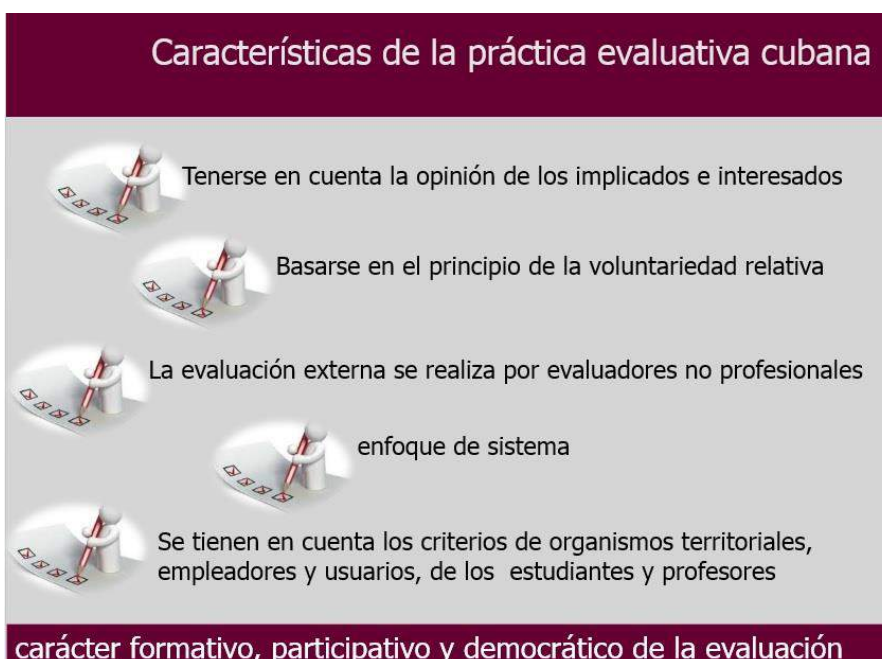 Características de la práctica evaluativa cubana
Tenerse en cuenta la opinión de los implicados e interesados
Basarse en el principio de la voluntariedad relativa
La evaluación externa se realiza por evaluadores no profesionales
enfoque de sistema
Se tienen en cuenta los criterios de organismos territoriales,
empleadores y usuarios, de los estudiantes y profesores
carácter formativo, participativo y democrático de la evaluación